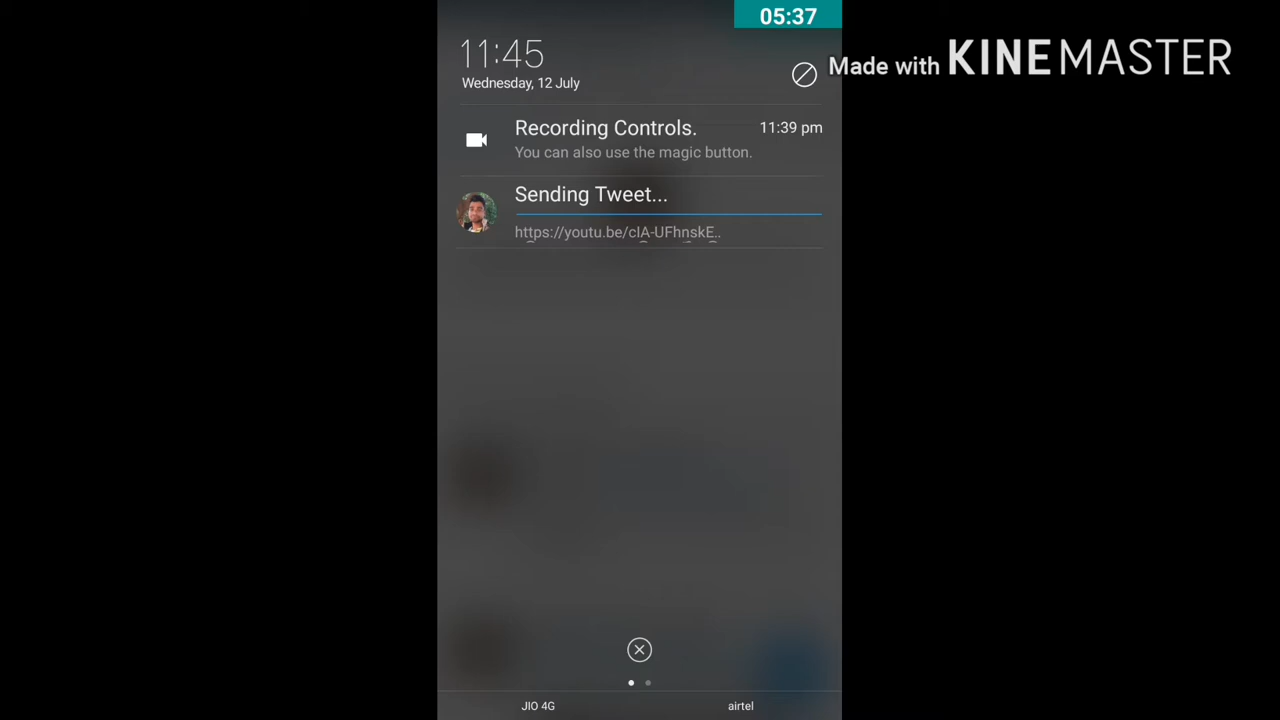 05:37
11:45
Wednesday, 12 July
Made with KINEMASTER
Recording Controls.
11:39 pm
You can also use the magic button.
Sending Tweet...
https://youtu.be/cIA-UFhnskE..
JIO 4G
airtel